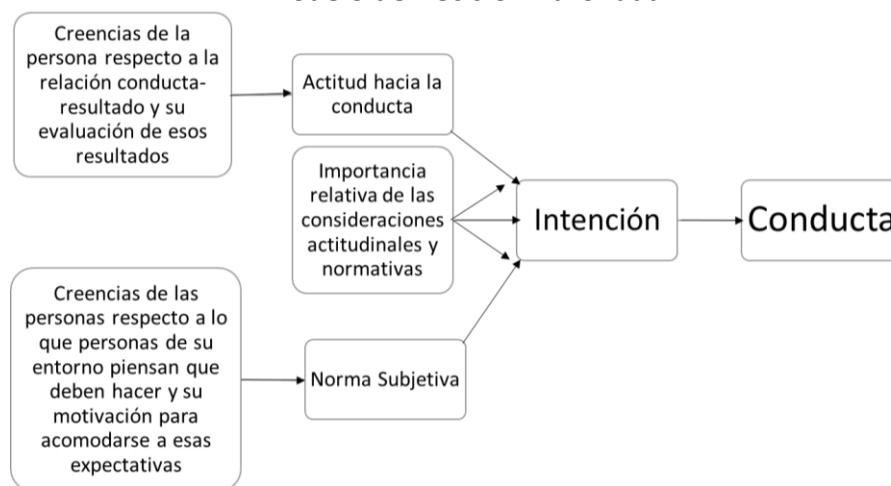 Creencias de la
persona respecto a la
relación conducta-
resultado y su
evaluación de esos
resultados
Actitud hacia la
conducta
Importancia
relativa de las
consideraciones
actitudinales y
normativas
Intención
Conducta
Creencias de las
personas respecto a lo
que personas de su
entorno piensan que
deben hacer y su
motivación para
acomodarse a esas
expectativas
Norma Subjetiva